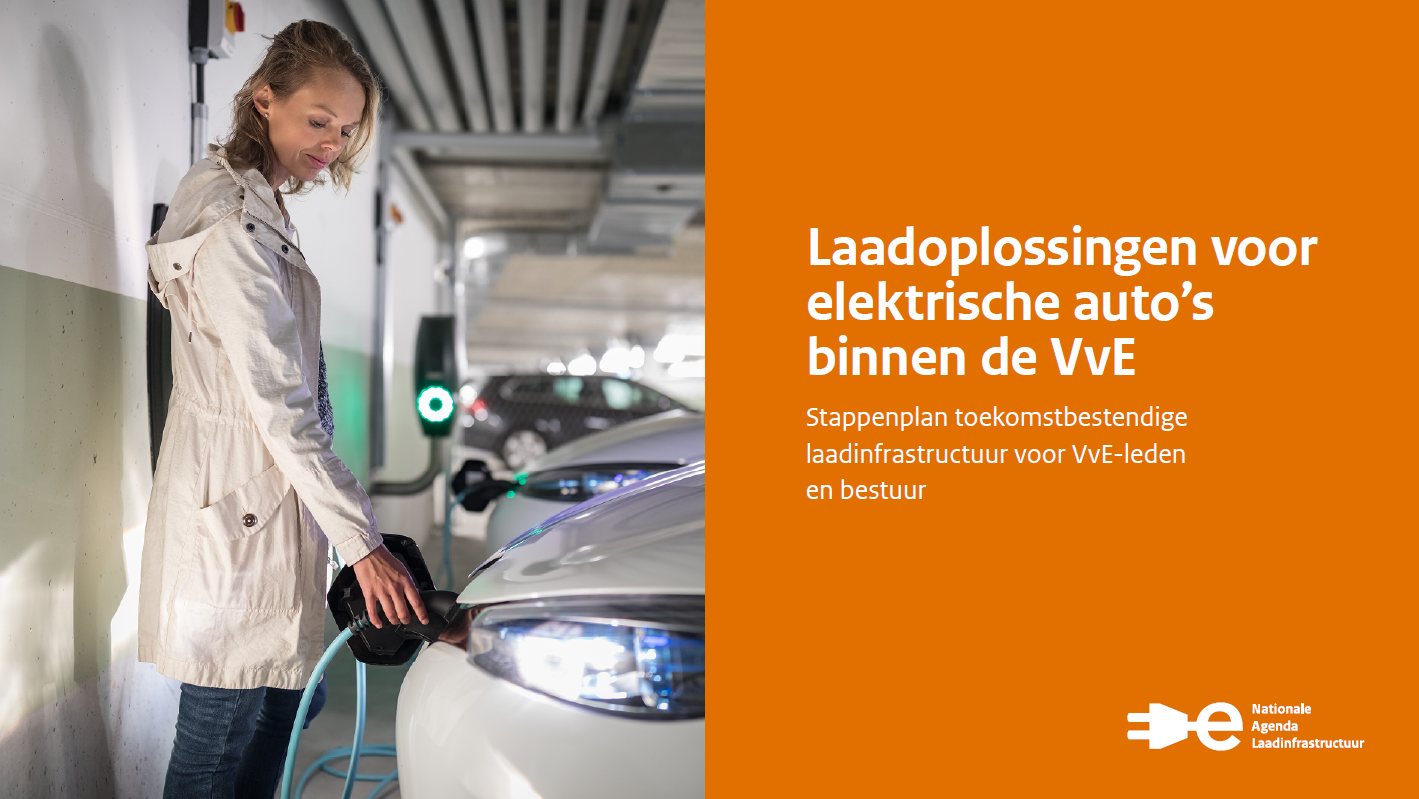 Laadoplossingen voor
elektrische auto’s
binnen de VvE
Stappenplan toekomstbestendige
laadinfrastructuur voor VvE-leden
en bestuur
Nationale
Agenda
Laadinfrastructuur